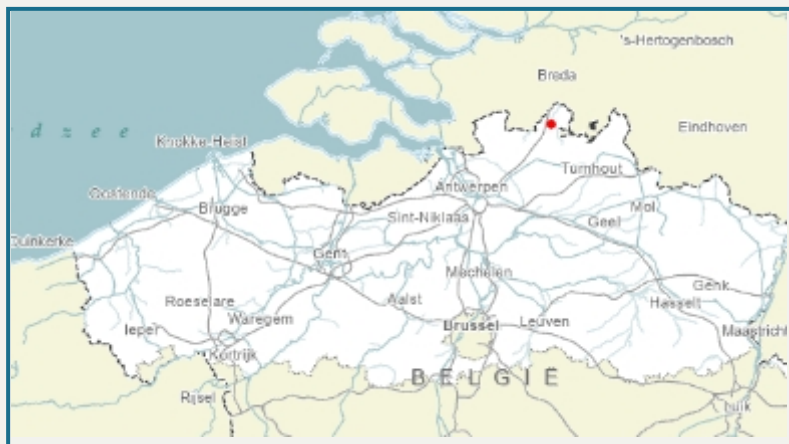 's-Hertogenbosch
Breda
d z e e
Eindhoven
Knokke-Heist
Turnhout
Antwerpen
Oostende
Brugge
Sint-Niklaas
Geel
Mol
Duinkerke
Gent
Mechelen
Genk
Roeselare
Aalst
Hasselt
Ieper
Waregem
Brussel
Leuven
Maastricht
Kortrijk
BELGIË
Rijsel
Luik